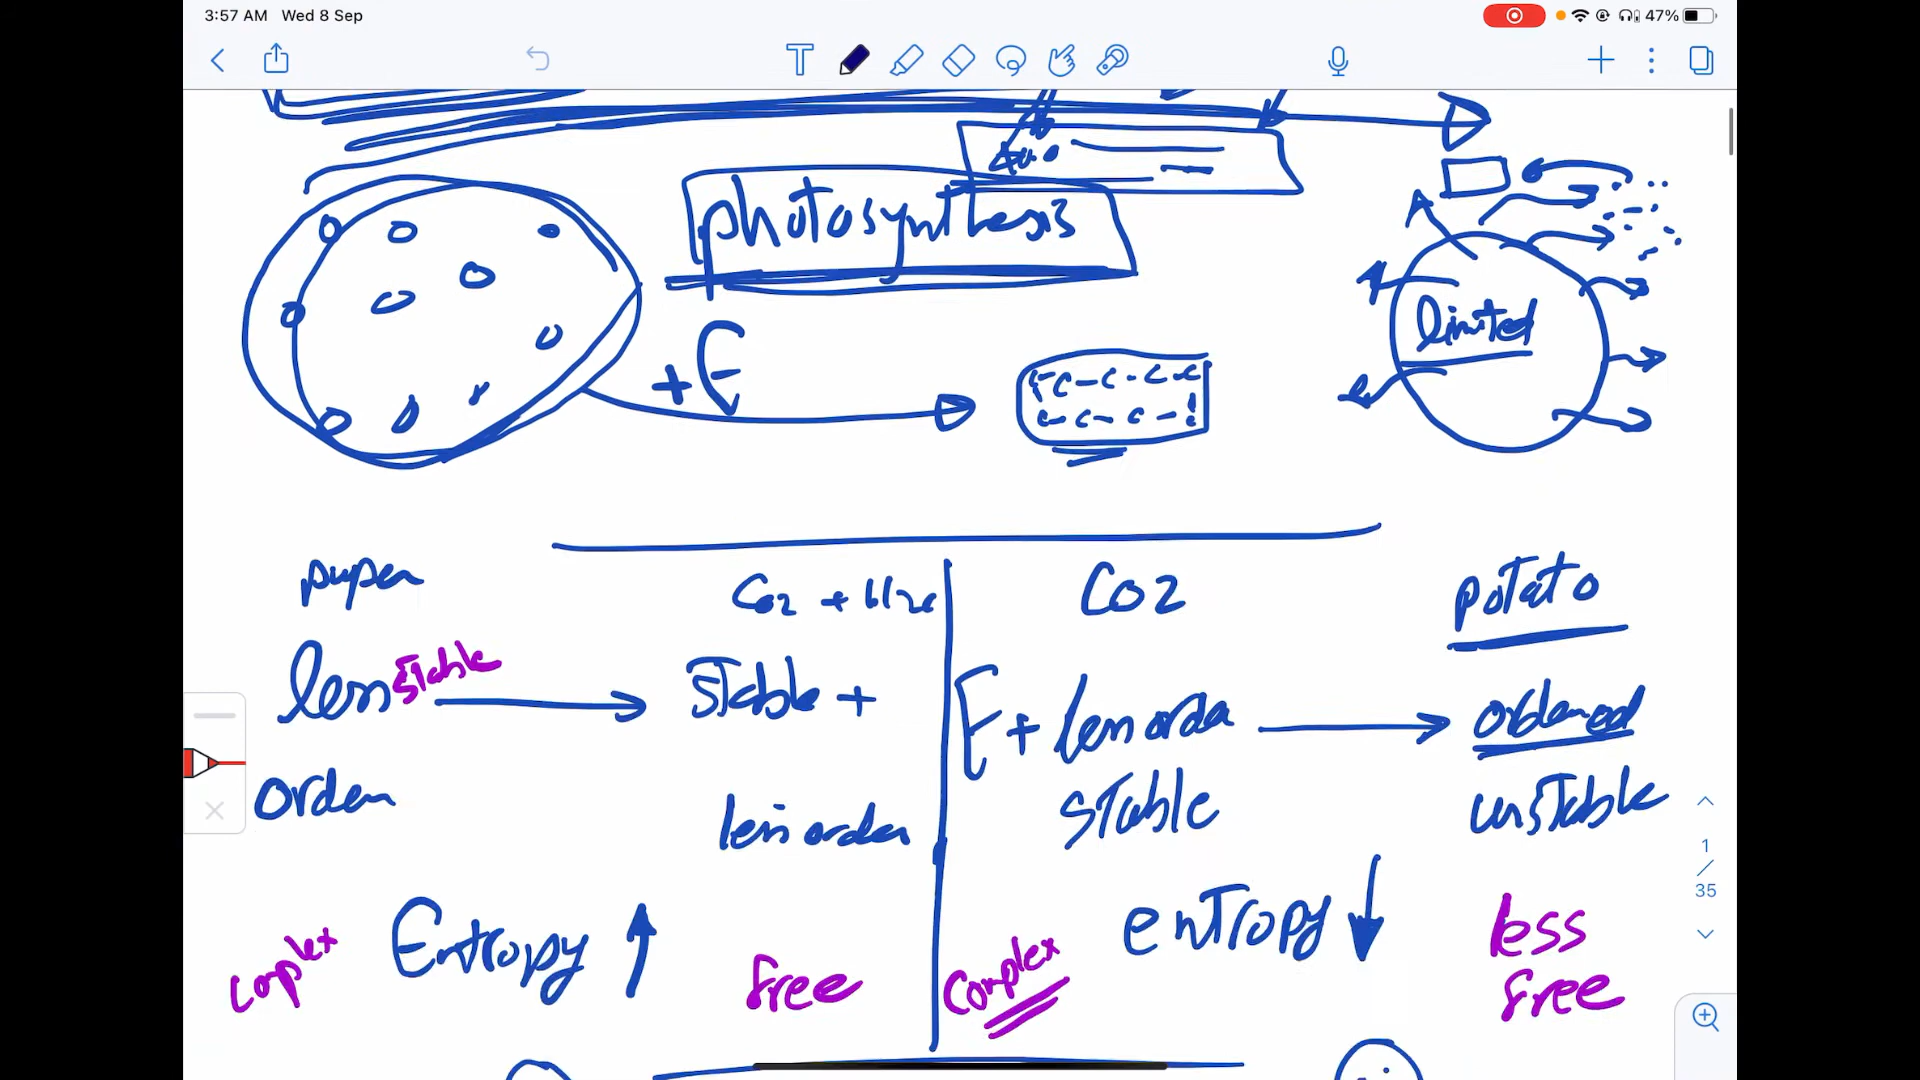 3:57 AM Wed 8 Sep
47%
T
photosynthesis
limited
+ E
C - C - C - C
C - C - C -
paper
CO2 + H2O
CO2
potato
less stable
stable +
E + less order
ordered
order
less order
stable
unstable
1
/
35
Entropy
entropy
less
complex
free
complex
free